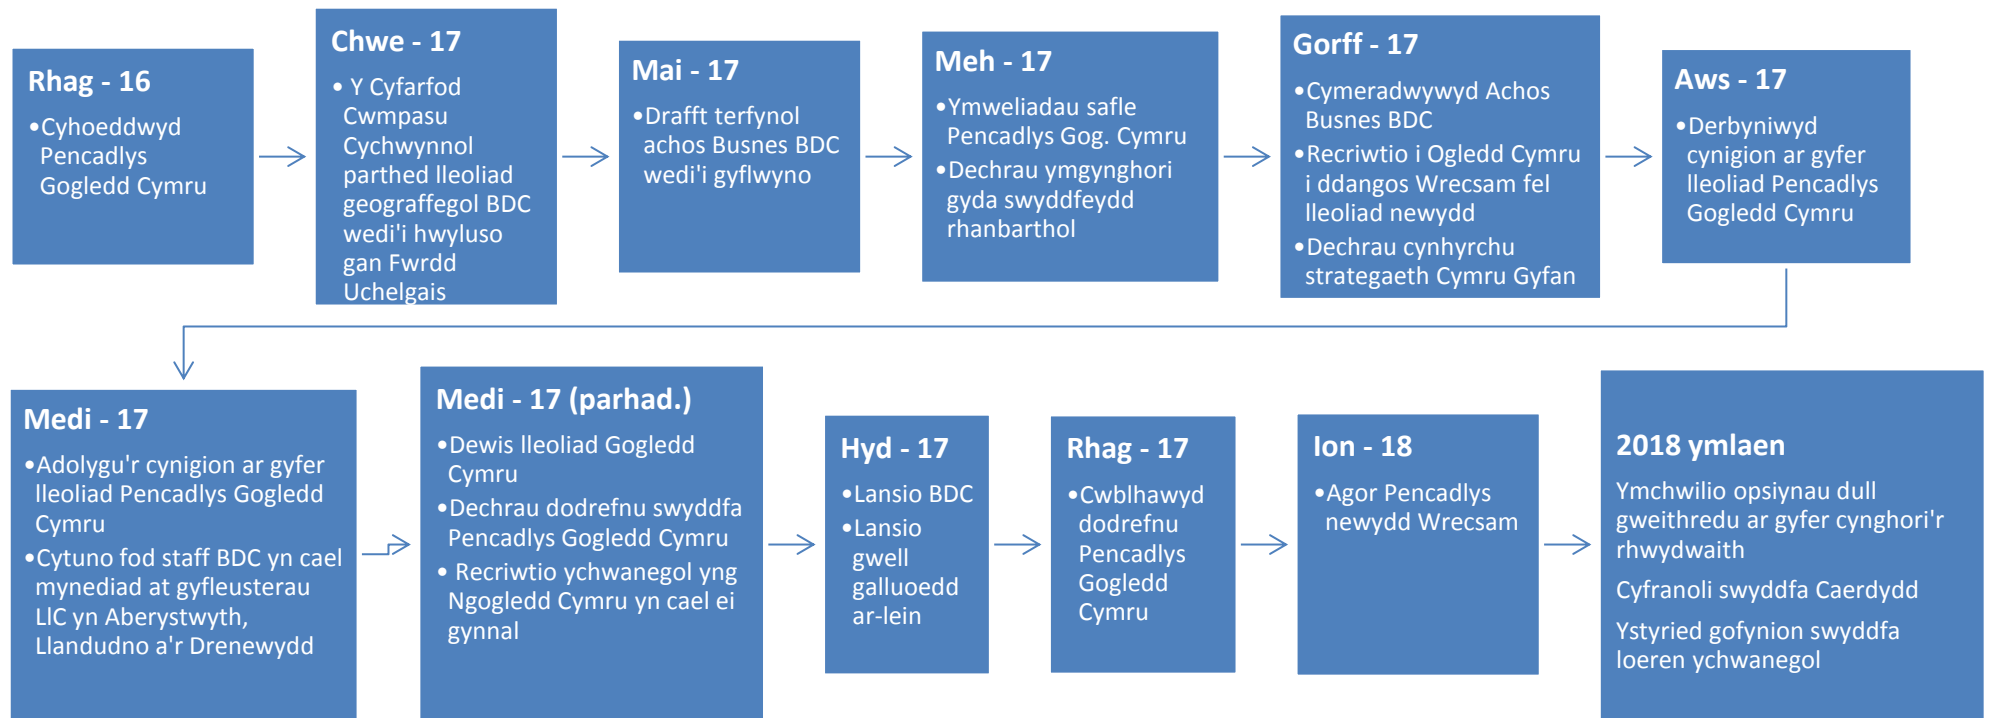 Rhag - 16
•Cyhoeddwyd
Pencadlys
Gogledd Cymru
Chwe - 17
• Y Cyfarfod
Cwmpasu
Cychwynnol
parthed lleoliad
geograffegol BDC
wedi'i hwyluso
gan Fwrdd
Uchelgais
Mai - 17
•Drafft terfynol
achos Busnes BDC
wedi'i gyflwyno
Meh - 17
•Ymweliadau safle
Pencadlys Gog. Cymru
•Dechrau ymgynghori
gyda swyddfeydd
rhanbarthol
Gorff - 17
•Cymeradwywyd Achos
Busnes BDC
•Recriwtio i Ogledd Cymru
i ddangos Wrecsam fel
lleoliad newydd
•Dechrau cynhyrchu
strategaeth Cymru Gyfan
Aws - 17
•Derbyniwyd
cynigion ar gyfer
lleoliad Pencadlys
Gogledd Cymru
Medi - 17
•Adolygu'r cynigion ar gyfer
lleoliad Pencadlys Gogledd
Cymru
•Cytuno fod staff BDC yn cael
mynediad at gyfleusterau
LlC yn Aberystwyth,
Llandudno a'r Drenewydd
Medi - 17 (parhad.)
•Dewis lleoliad Gogledd
Cymru
•Dechrau dodrefnu swyddfa
Pencadlys Gogledd Cymru
• Recriwtio ychwanegol yng
Ngogledd Cymru yn cael ei
gynnal
Hyd - 17
•Lansio BDC
•Lansio
gwell
galluoedd
ar-lein
Rhag - 17
•Cwblhawyd
dodrefnu
Pencadlys
Gogledd
Cymru
Ion - 18
•Agor Pencadlys
newydd Wrecsam
2018 ymlaen
Ymchwilio opsiynau dull
gweithredu ar gyfer cynghori'r
rhwydwaith
Cyfranoli swyddfa Caerdydd
Ystyried gofynion swyddfa
loeren ychwanegol